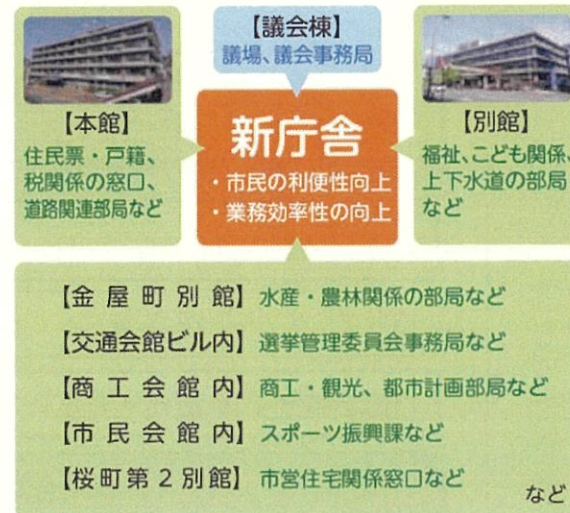 【議会棟】
議場、議会事務局
【本館】
住民票・戸籍、
税関係の窓口、
道路関連部局など
新庁舎
・市民の利便性向上
・業務効率性の向上
【別館】
福祉、こども関係、
上下水道の部局
など
【金屋町別館】 水産・農林関係の部局など
【交通会館ビル内】 選挙管理委員会事務局など
【商工会館内】 商工・観光、都市計画部局など
【市民会館内】 スポーツ振興課など
【桜町第2別館】 市営住宅関係窓口など
など